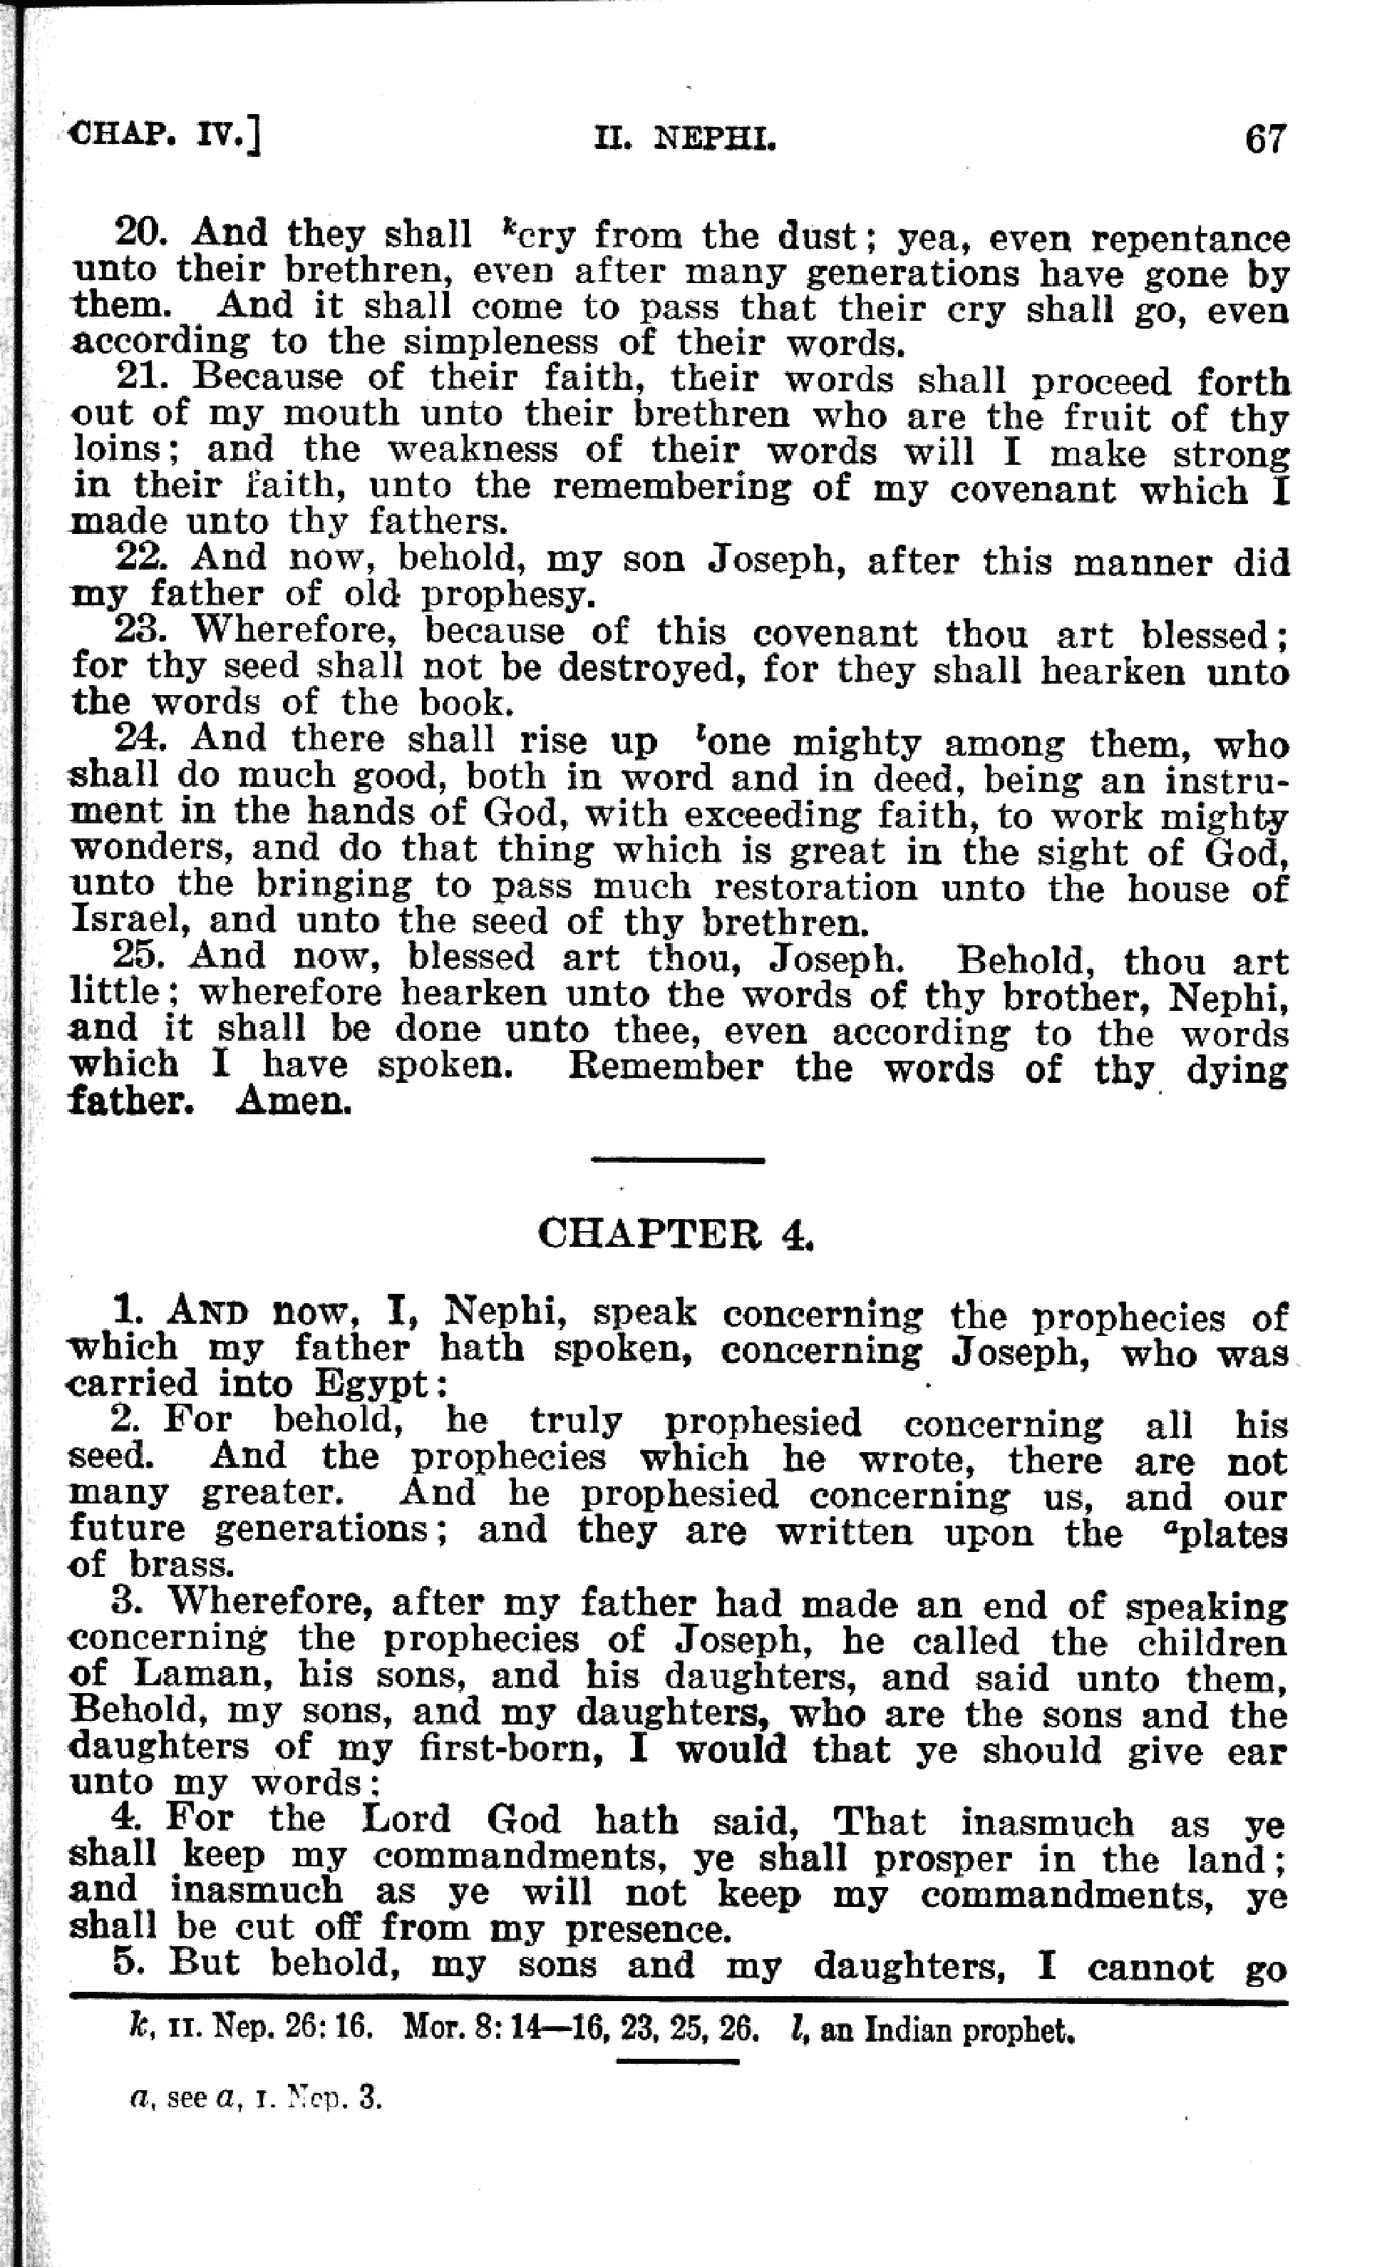 CHAP. IV.] II. NEPHI. 67
20. And they shall ᵏcry from the dust; yea, even repentance
unto their brethren, even after many generations have gone by
them. And it shall come to pass that their cry shall go, even
according to the simpleness of their words.
21. Because of their faith, their words shall proceed forth
out of my mouth unto their brethren who are the fruit of thy
loins; and the weakness of their words will I make strong
in their faith, unto the remembering of my covenant which I
made unto thy fathers.
22. And now, behold, my son Joseph, after this manner did
my father of old prophesy.
23. Wherefore, because of this covenant thou art blessed;
for thy seed shall not be destroyed, for they shall hearken unto
the words of the book.
24. And there shall rise up ˡone mighty among them, who
shall do much good, both in word and in deed, being an instru-
ment in the hands of God, with exceeding faith, to work mighty
wonders, and do that thing which is great in the sight of God,
unto the bringing to pass much restoration unto the house of
Israel, and unto the seed of thy brethren.
25. And now, blessed art thou, Joseph. Behold, thou art
little; wherefore hearken unto the words of thy brother, Nephi,
and it shall be done unto thee, even according to the words
which I have spoken. Remember the words of thy dying
father. Amen.
CHAPTER 4.
1. AND now, I, Nephi, speak concerning the prophecies of
which my father hath spoken, concerning Joseph, who was
carried into Egypt:
2. For behold, he truly prophesied concerning all his
seed. And the prophecies which he wrote, there are not
many greater. And he prophesied concerning us, and our
future generations; and they are written upon the ᵃplates
of brass.
3. Wherefore, after my father had made an end of speaking
concerning the prophecies of Joseph, he called the children
of Laman, his sons, and his daughters, and said unto them,
Behold, my sons, and my daughters, who are the sons and the
daughters of my first-born, I would that ye should give ear
unto my words:
4. For the Lord God hath said, That inasmuch as ye
shall keep my commandments, ye shall prosper in the land;
and inasmuch as ye will not keep my commandments, ye
shall be cut off from my presence.
5. But behold, my sons and my daughters, I cannot go
k, II. Nep. 26: 16. Mor. 8: 14—16, 23, 25, 26. l, an Indian prophet.
a, see a, I. Nep. 3.